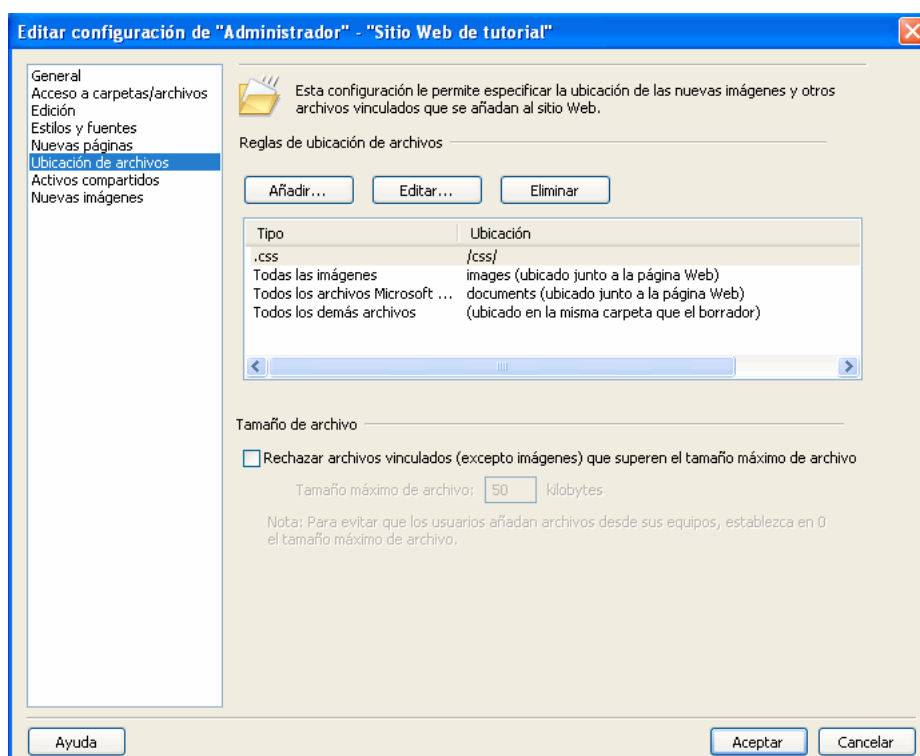 Editar configuración de "Administrador" - "Sitio Web de tutorial"
General
Acceso a carpetas/archivos
Edición
Estilos y fuentes
Nuevas páginas
Ubicación de archivos
Activos compartidos
Nuevas imágenes
Esta configuración le permite especificar la ubicación de las nuevas imágenes y otros
archivos vinculados que se añadan al sitio Web.
Reglas de ubicación de archivos
Añadir... Editar... Eliminar
Tipo Ubicación
.css /css/
Todas las imágenes images (ubicado junto a la página Web)
Todos los archivos Microsoft ... documents (ubicado junto a la página Web)
Todos los demás archivos (ubicado en la misma carpeta que el borrador)
Tamaño de archivo
Rechazar archivos vinculados (excepto imágenes) que superen el tamaño máximo de archivo
Tamaño máximo de archivo: 50 kilobytes
Nota: Para evitar que los usuarios añadan archivos desde sus equipos, establezca en 0
el tamaño máximo de archivo.
Ayuda Aceptar Cancelar